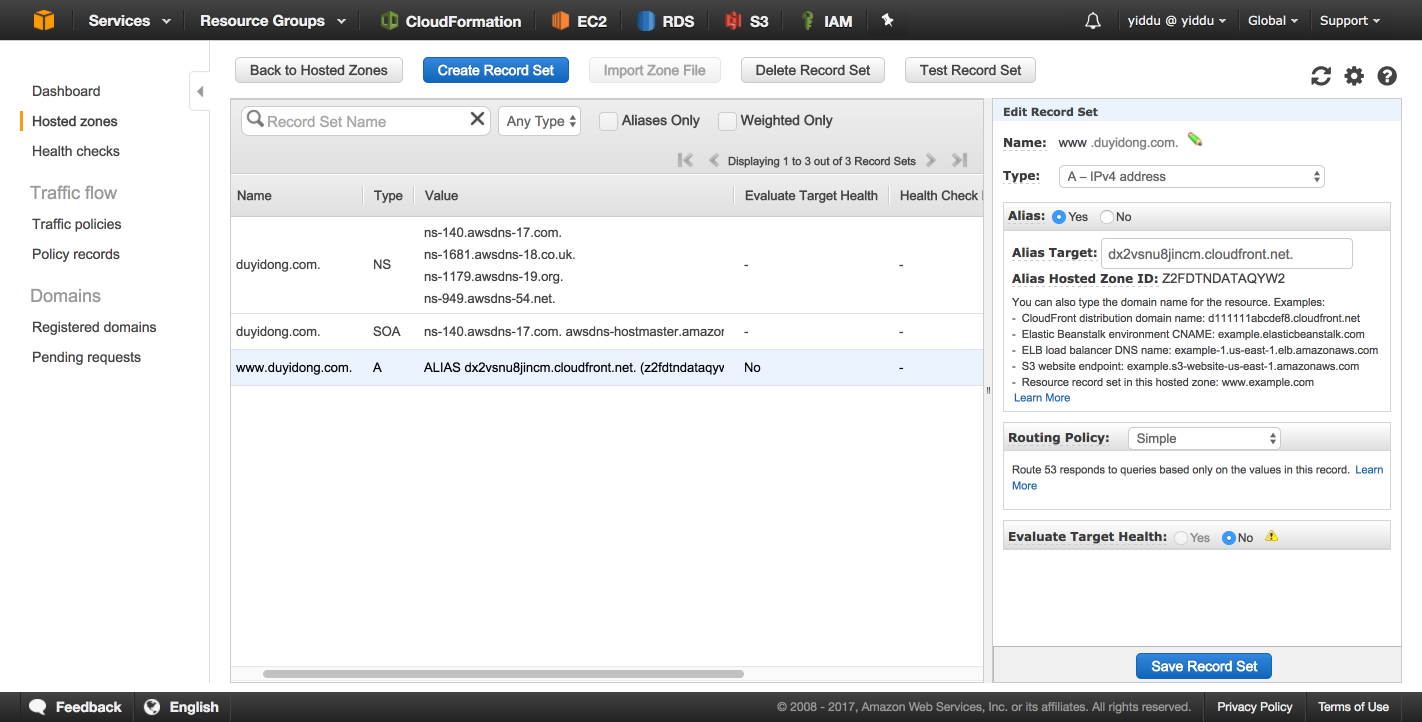 Services Resource Groups CloudFormation EC2 RDS S3 IAM yiddu @ yiddu Global Support
Dashboard
Hosted zones
Health checks
Traffic flow
Traffic policies
Policy records
Domains
Registered domains
Pending requests
Back to Hosted Zones Create Record Set Import Zone File Delete Record Set Test Record Set
Record Set Name Any Type Aliases Only Weighted Only
Displaying 1 to 3 out of 3 Record Sets
Name Type Value Evaluate Target Health Health Check
duyidong.com. NS ns-140.awsdns-17.com. - -
ns-1681.awsdns-18.co.uk.
ns-1179.awsdns-19.org.
ns-949.awsdns-54.net.
duyidong.com. SOA ns-140.awsdns-17.com. awsdns-hostmaster.amazon - -
www.duyidong.com. A ALIAS dx2vsnu8jincm.cloudfront.net. (z2fdtndataqyw No -
Edit Record Set
Name: www .duyidong.com.
Type: A – IPv4 address
Alias: Yes No
Alias Target: dx2vsnu8jincm.cloudfront.net.
Alias Hosted Zone ID: Z2FDTNDATAQYW2
You can also type the domain name for the resource. Examples:
- CloudFront distribution domain name: d111111abcdef8.cloudfront.net
- Elastic Beanstalk environment CNAME: example.elasticbeanstalk.com
- ELB load balancer DNS name: example-1.us-east-1.elb.amazonaws.com
- S3 website endpoint: example.s3-website-us-east-1.amazonaws.com
- Resource record set in this hosted zone: www.example.com
Learn More
Routing Policy: Simple
Route 53 responds to queries based only on the values in this record. Learn
More
Evaluate Target Health: Yes No
Save Record Set
Feedback English © 2008 - 2017, Amazon Web Services, Inc. or its affiliates. All rights reserved. Privacy Policy Terms of Use